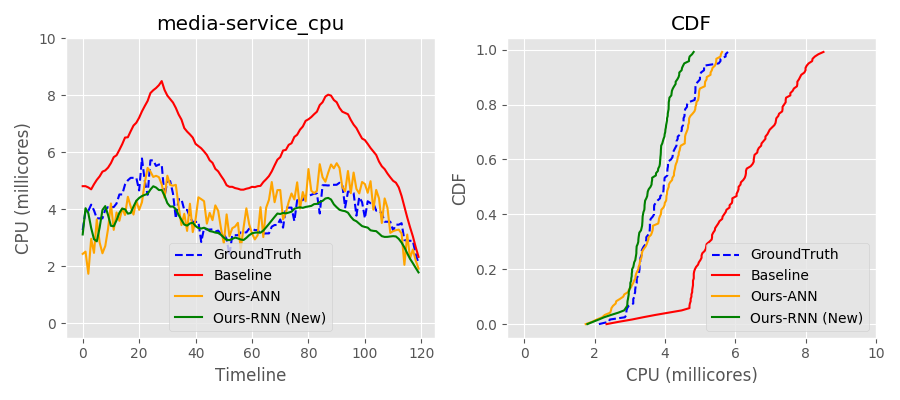 media-service_cpu
CPU (millicores)
10
8
6
4
2
0
0
20
40
60
80
100
120
Timeline
GroundTruth
Baseline
Ours-ANN
Ours-RNN (New)
CDF
CDF
1.0
0.8
0.6
0.4
0.2
0.0
0
2
4
6
8
10
CPU (millicores)
GroundTruth
Baseline
Ours-ANN
Ours-RNN (New)